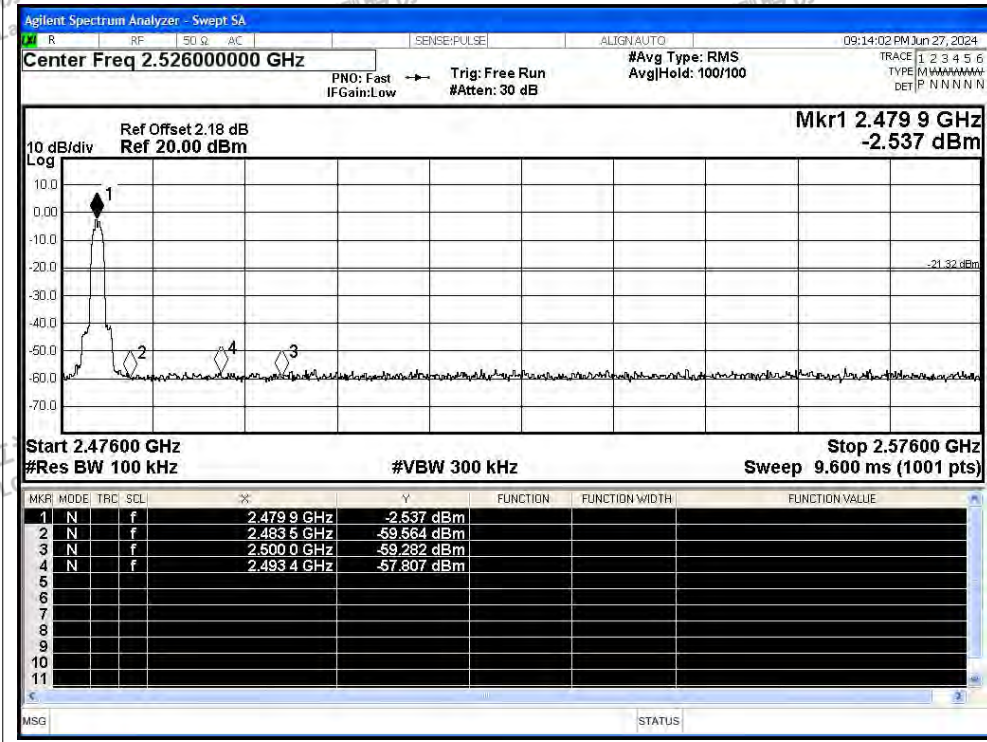 Agilent Spectrum Analyzer - Swept SA
R RF 50 Ω AC SENSE:PULSE ALIGN AUTO 09:14:02 PM Jun 27, 2024
Center Freq 2.526000000 GHz #Avg Type: RMS TRACE 1 2 3 4 5 6
PNO: Fast Trig: Free Run Avg|Hold: 100/100 TYPE M
IFGain:Low #Atten: 30 dB DET P N N N N N
Mkr1 2.479 9 GHz
Ref Offset 2.18 dB
10 dB/div Ref 20.00 dBm -2.537 dBm
Log
10.0
1
0.00
-10.0
-20.0 -21.32 dBm
-30.0
-40.0
-50.0 2 4 3
-60.0
-70.0
Start 2.47600 GHz Stop 2.57600 GHz
#Res BW 100 kHz #VBW 300 kHz Sweep 9.600 ms (1001 pts)
MKR MODE TRC SCL X Y FUNCTION FUNCTION WIDTH FUNCTION VALUE
1 N f 2.479 9 GHz -2.537 dBm
2 N f 2.483 5 GHz -59.564 dBm
3 N f 2.500 0 GHz -59.282 dBm
4 N f 2.493 4 GHz -57.807 dBm
5
6
7
8
9
10
11
MSG STATUS